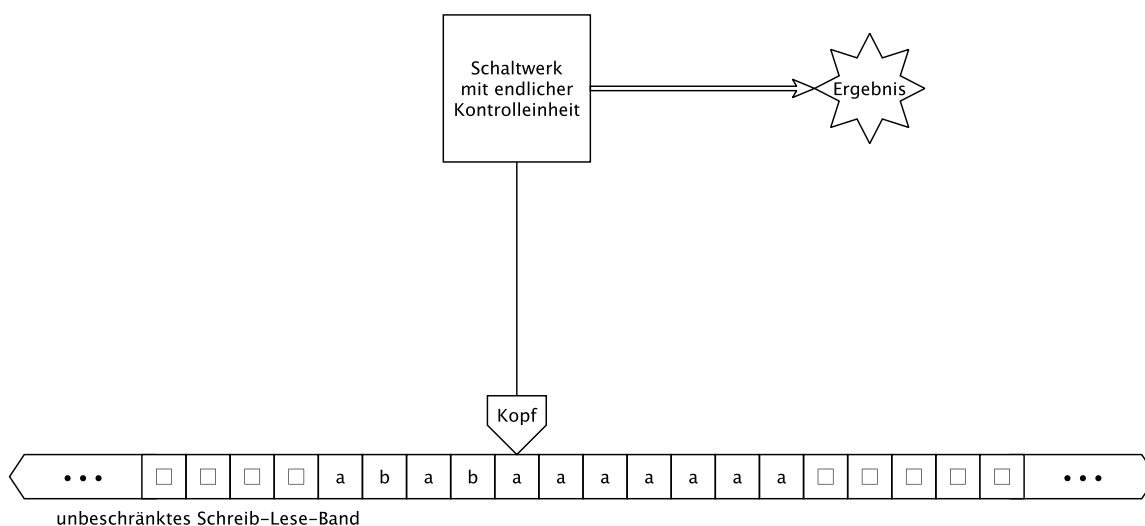 Schaltwerk
mit endlicher
Kontrolleinheit
Ergebnis
Kopf
••• □ □ □ □ a b a b a a a a a a a □ □ □ □ □ •••
unbeschränktes Schreib-Lese-Band